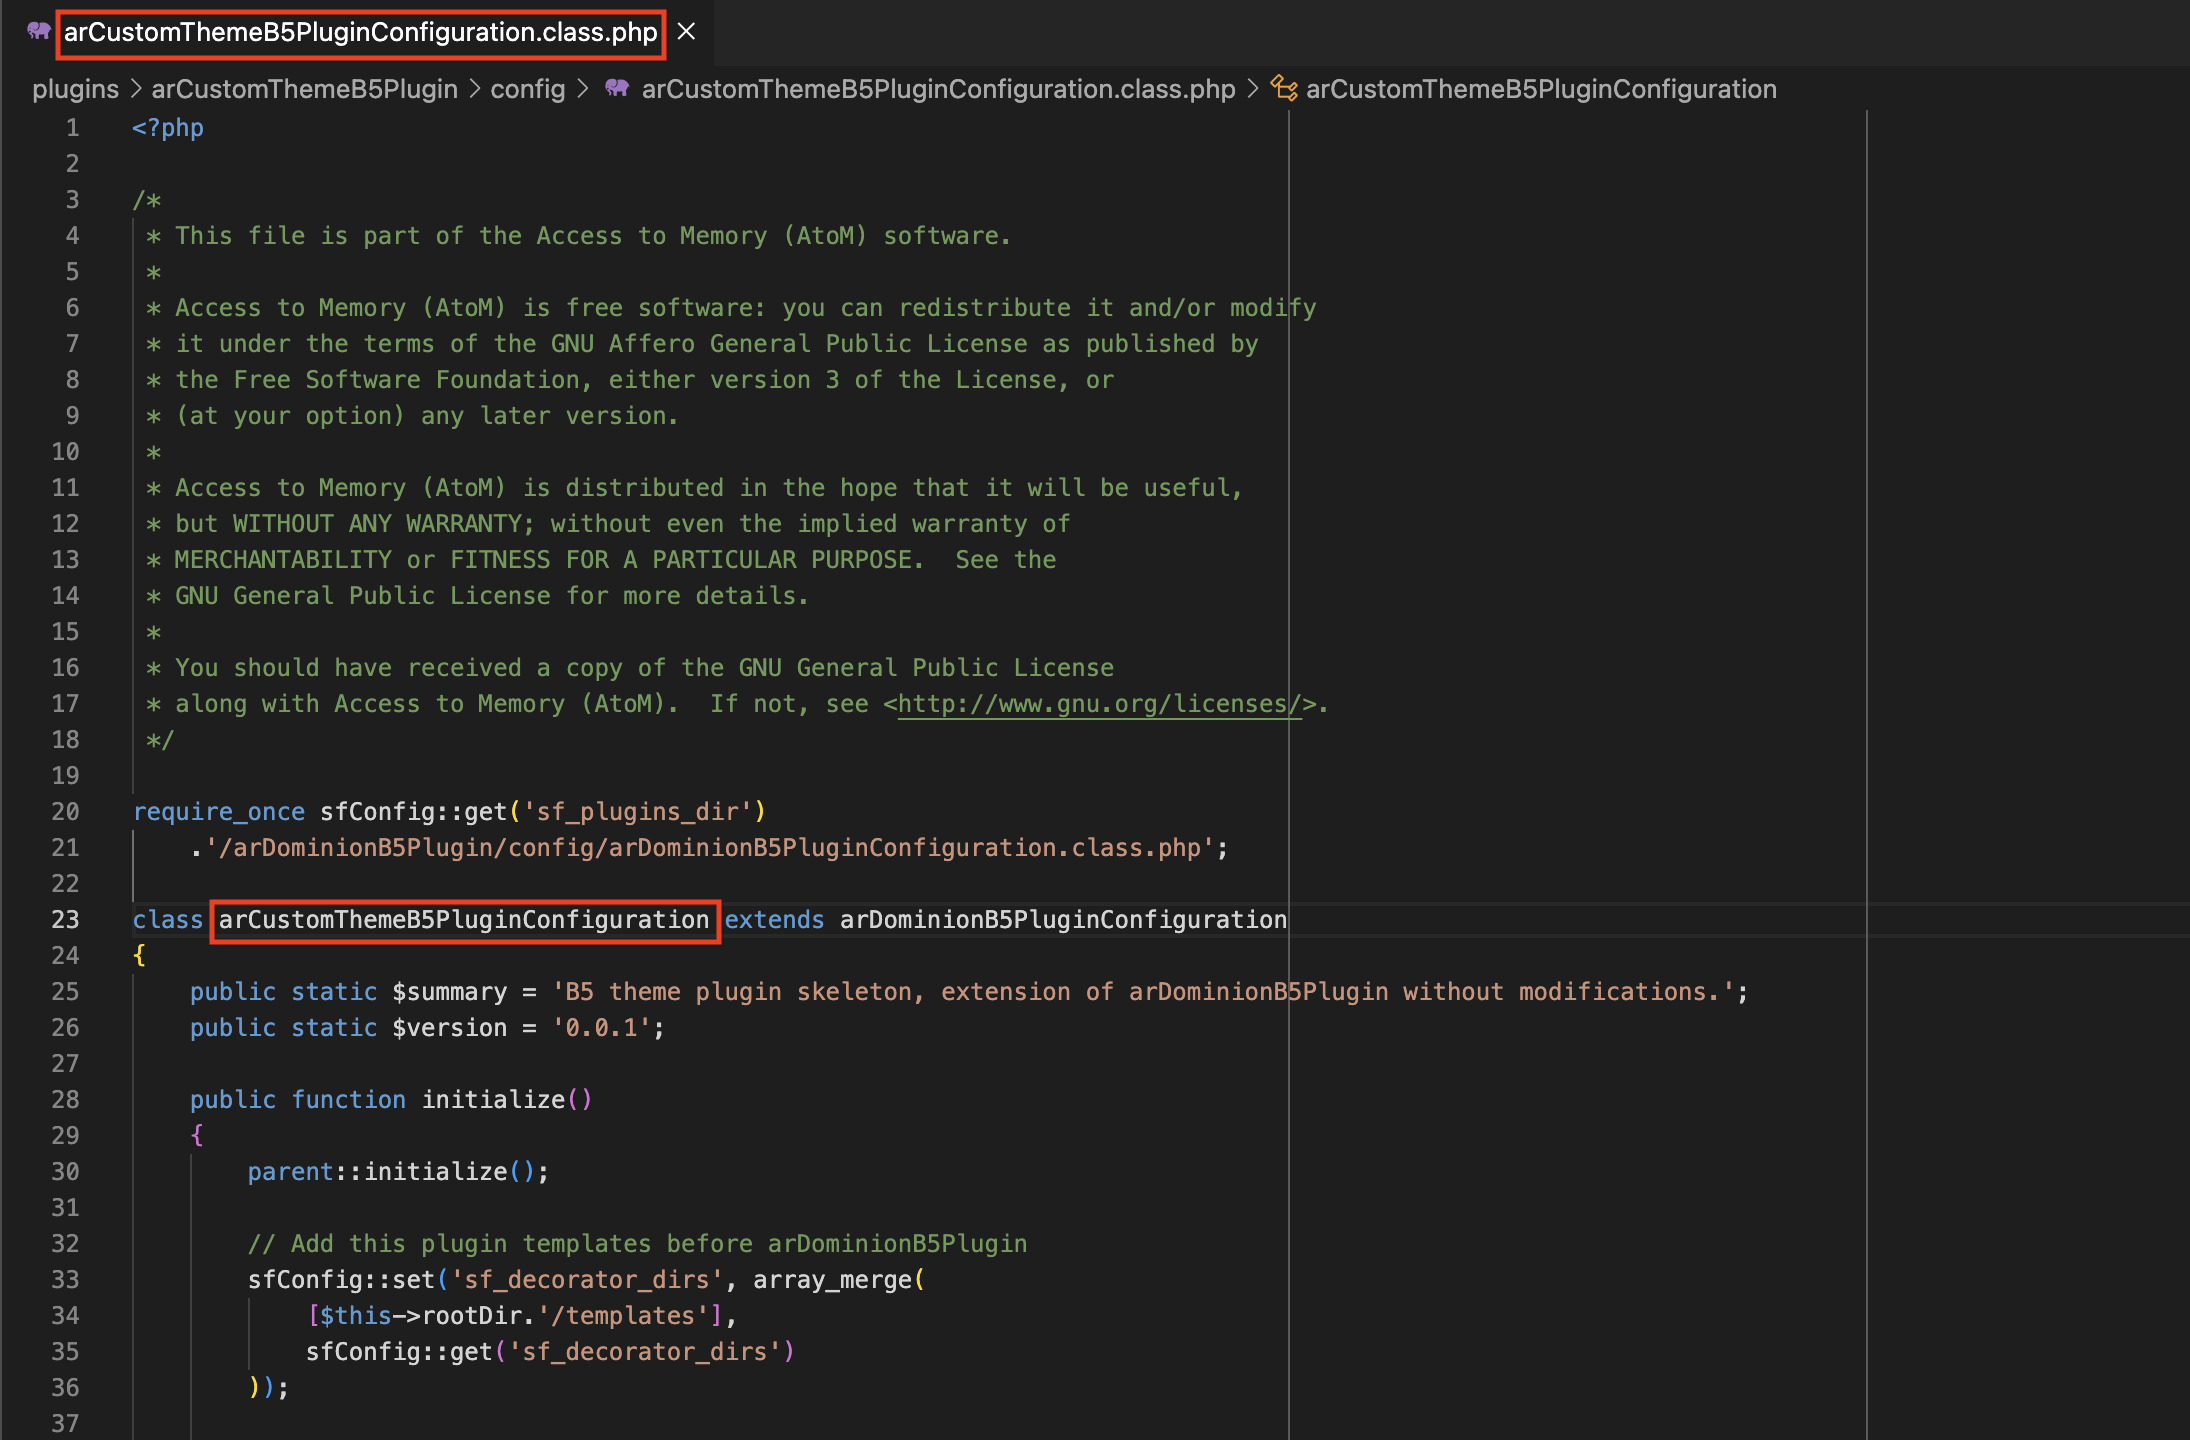 arCustomThemeB5PluginConfiguration.class.php
plugins > arCustomThemeB5Plugin > config > arCustomThemeB5PluginConfiguration.class.php > arCustomThemeB5PluginConfiguration
1 <?php
2
3 /*
4  * This file is part of the Access to Memory (AtoM) software.
5  *
6  * Access to Memory (AtoM) is free software: you can redistribute it and/or modify
7  * it under the terms of the GNU Affero General Public License as published by
8  * the Free Software Foundation, either version 3 of the License, or
9  * (at your option) any later version.
10  *
11  * Access to Memory (AtoM) is distributed in the hope that it will be useful,
12  * but WITHOUT ANY WARRANTY; without even the implied warranty of
13  * MERCHANTABILITY or FITNESS FOR A PARTICULAR PURPOSE.  See the
14  * GNU General Public License for more details.
15  *
16  * You should have received a copy of the GNU General Public License
17  * along with Access to Memory (AtoM).  If not, see <http://www.gnu.org/licenses/>.
18  */
19
20 require_once sfConfig::get('sf_plugins_dir')
21     .'/arDominionB5Plugin/config/arDominionB5PluginConfiguration.class.php';
22
23 class arCustomThemeB5PluginConfiguration extends arDominionB5PluginConfiguration
24 {
25     public static $summary = 'B5 theme plugin skeleton, extension of arDominionB5Plugin without modifications.';
26     public static $version = '0.0.1';
27
28     public function initialize()
29     {
30         parent::initialize();
31
32         // Add this plugin templates before arDominionB5Plugin
33         sfConfig::set('sf_decorator_dirs', array_merge(
34             [$this->rootDir.'/templates'],
35             sfConfig::get('sf_decorator_dirs')
36         ));
37